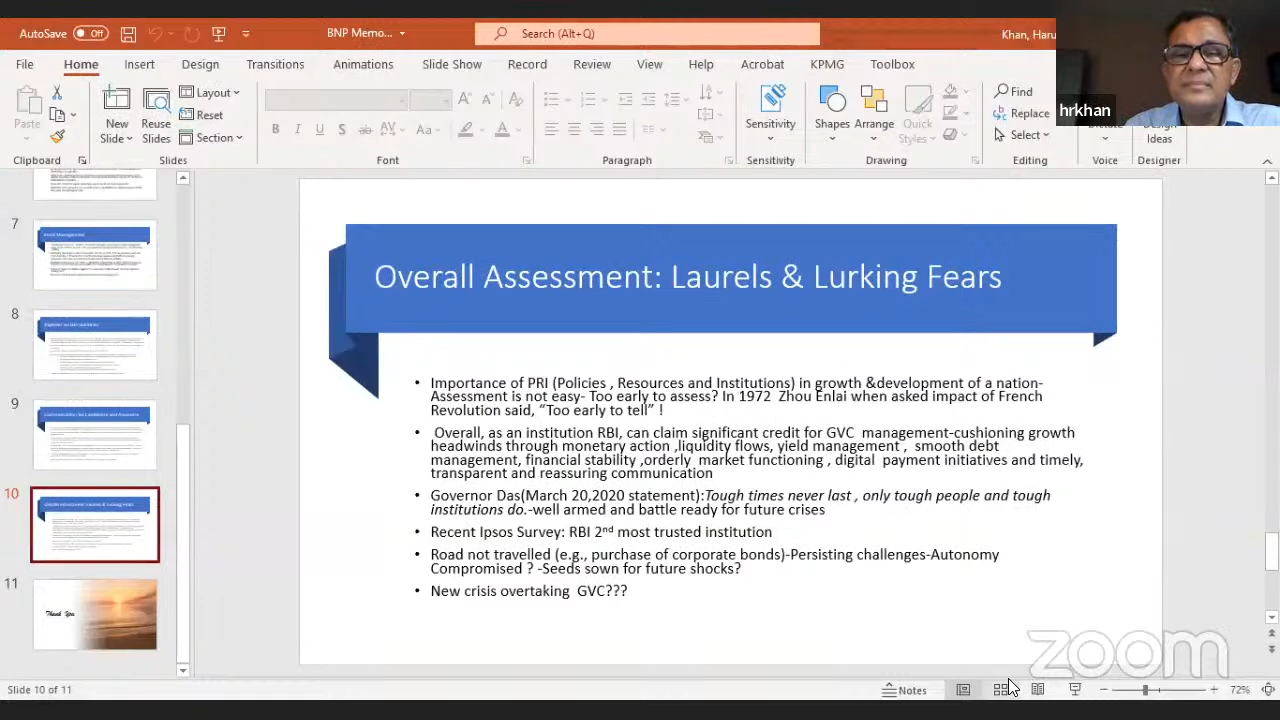 AutoSave Off BNP Memo... Search (Alt+Q) Khan, Haru
File Home Insert Design Transitions Animations Slide Show Record Review View Help Acrobat KPMG Toolbox
hrkhan
Paste New Slide Reuse Slides Layout Reset Section
B I U S ab AV Aa A
Sensitivity Shapes Arrange Quick Styles Find Replace Select Design Ideas
Clipboard Slides Font Paragraph Sensitivity Drawing Editing Voice Designer
7
8
9
10
11
Thank You
Overall Assessment: Laurels & Lurking Fears
• Importance of PRI (Policies , Resources and Institutions) in growth &development of a nation-
Assessment is not easy- Too early to assess? In 1972 Zhou Enlai when asked impact of French
Revolution said, “Too early to tell” !
• Overall, as an institution RBI, can claim significant credit for GVC management-cushioning growth
headwinds through monetary action ,liquidity flows, yield management , smooth debt
management, financial stability ,orderly market functioning , digital payment initiatives and timely,
transparent and reassuring communication
• Governor Das(March 20,2020 statement):Tough times never last , only tough people and tough
institutions do.-well armed and battle ready for future crises
• Recent Ipsos Survey: RBI 2nd most trusted institution
• Road not travelled (e.g., purchase of corporate bonds)-Persisting challenges-Autonomy
Compromised ? -Seeds sown for future shocks?
• New crisis overtaking GVC???
zoom
Slide 10 of 11 Notes 72%